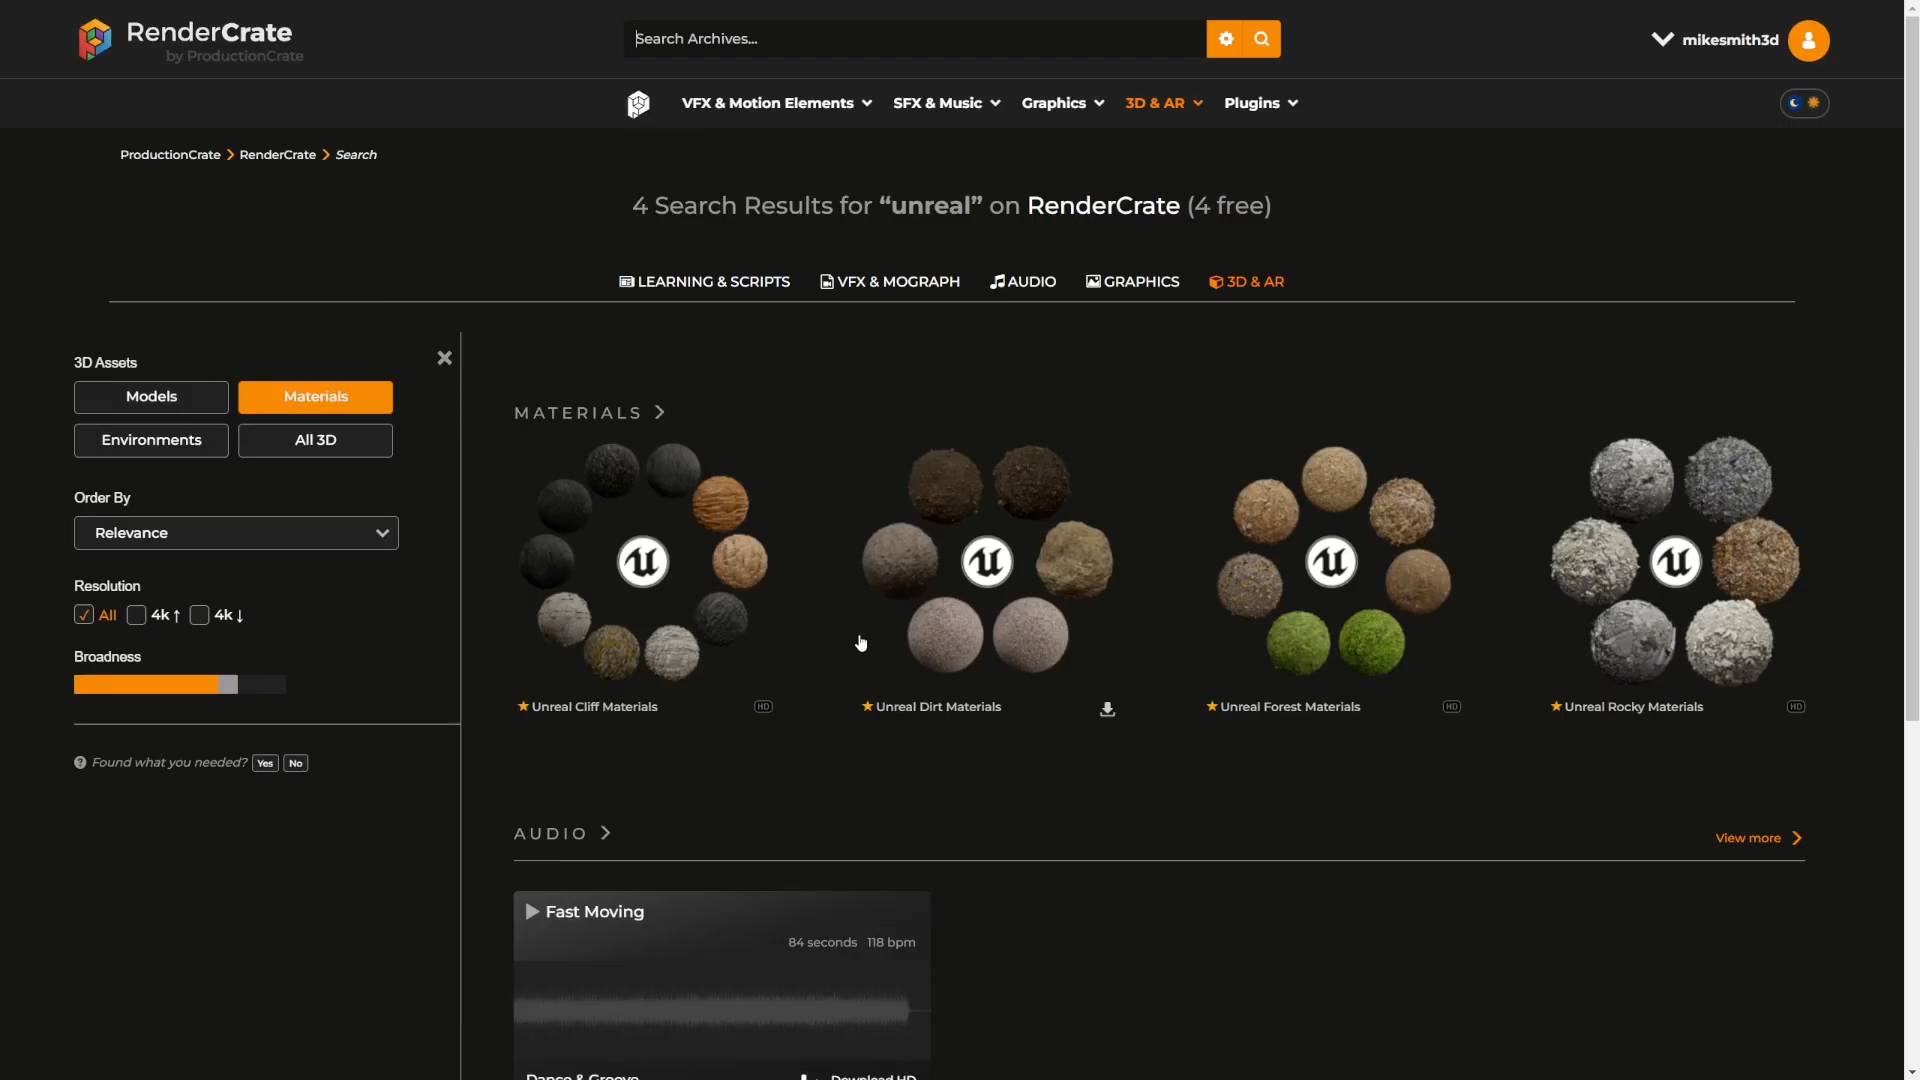 RenderCrate
by ProductionCrate
Search Archives...
mikesmith3d
VFX & Motion Elements
SFX & Music
Graphics
3D & AR
Plugins
ProductionCrate
RenderCrate
Search
4 Search Results for “unreal” on RenderCrate (4 free)
LEARNING & SCRIPTS
VFX & MOGRAPH
AUDIO
GRAPHICS
3D & AR
3D Assets
Models
Materials
Environments
All 3D
Order By
Relevance
Resolution
All
4k↑
4k↓
Broadness
Found what you needed? Yes No
MATERIALS
Unreal Cliff Materials
HD
Unreal Dirt Materials
Unreal Forest Materials
HD
Unreal Rocky Materials
HD
AUDIO
View more
Fast Moving
84 seconds 118 bpm
Dance & Groove
Download HD